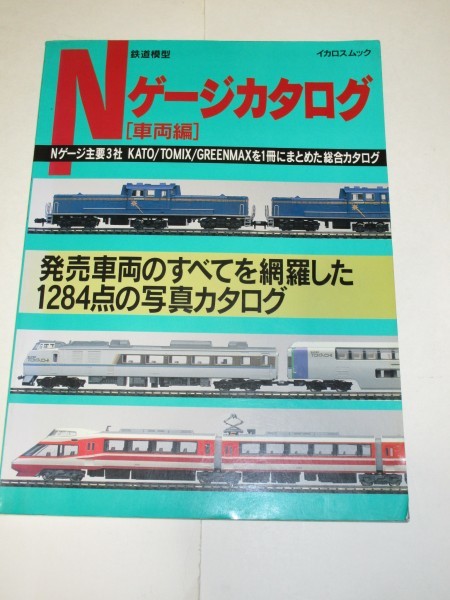 鉄道模型
イカロスムック
Nゲージカタログ
[車両編]
Nゲージ主要3社 KATO/TOMIX/GREENMAXを1冊にまとめた総合カタログ
発売車両のすべてを網羅した
1284点の写真カタログ